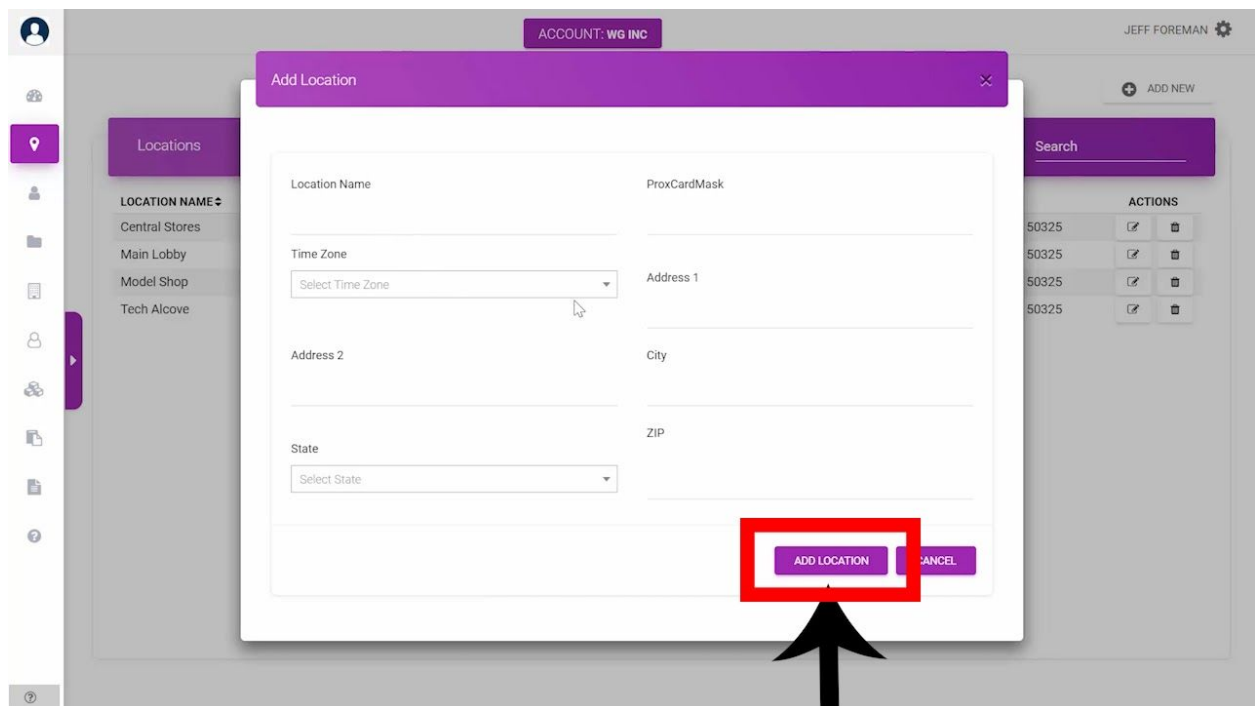 ACCOUNT: WG INC
JEFF FOREMAN
Add Location
ADD NEW
Locations
Search
LOCATION NAME
ACTIONS
Central Stores
50325
Main Lobby
50325
Model Shop
50325
Tech Alcove
50325
Location Name
ProxCardMask
Time Zone
Select Time Zone
Address 1
Address 2
City
State
Select State
ZIP
ADD LOCATION
CANCEL